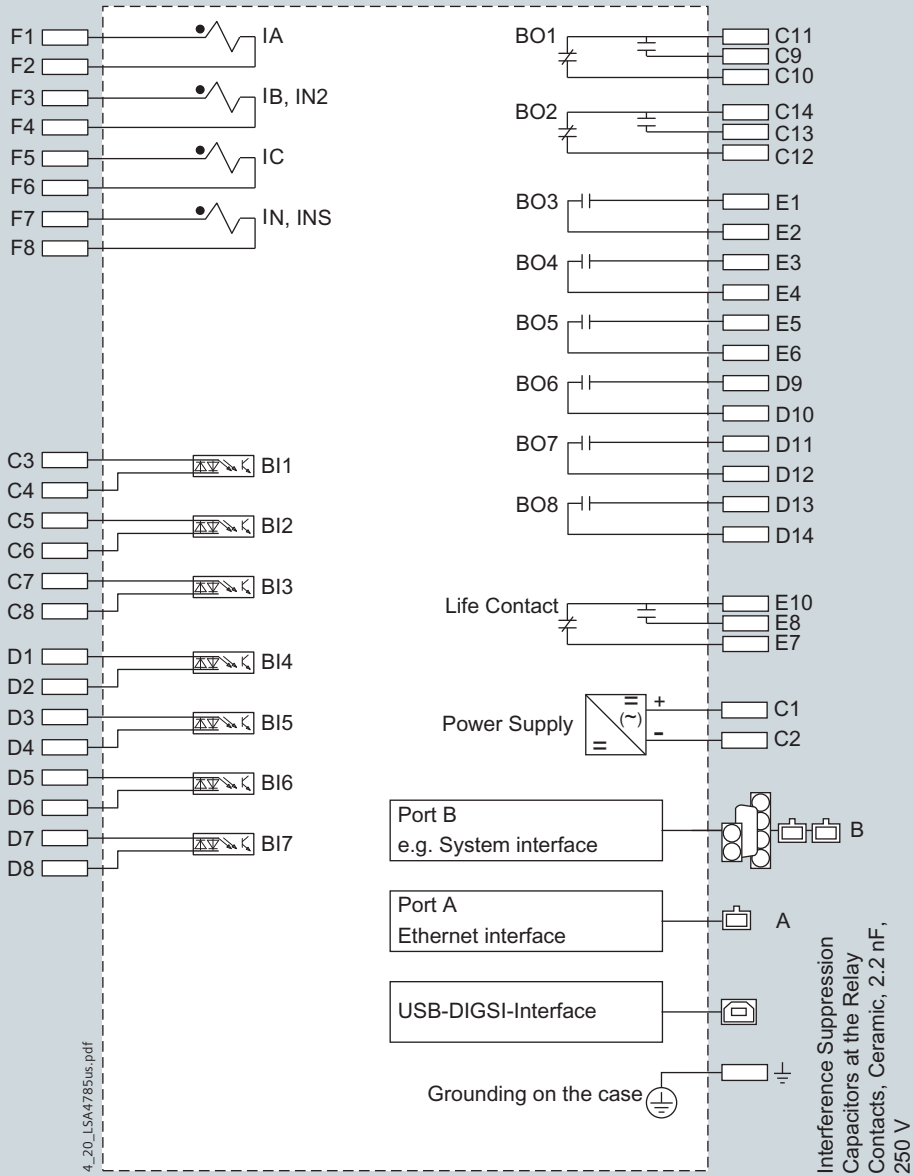 F1
F2
IA
F3
F4
IB, IN2
F5
F6
IC
F7
F8
IN, INS
C3
C4
BI1
C5
C6
BI2
C7
C8
BI3
D1
D2
BI4
D3
D4
BI5
D5
D6
BI6
D7
D8
BI7
BO1
C11
C9
C10
BO2
C14
C13
C12
BO3
E1
E2
BO4
E3
E4
BO5
E5
E6
BO6
D9
D10
BO7
D11
D12
BO8
D13
D14
Life Contact
E10
E8
E7
Power Supply
=
(~)
=
+
-
C1
C2
Port B
e.g. System interface
B
Port A
Ethernet interface
A
USB-DIGSI-Interface
Grounding on the case
Interference Suppression
Capacitors at the Relay
Contacts, Ceramic, 2.2 nF,
250 V
4_20_LSA4785us.pdf